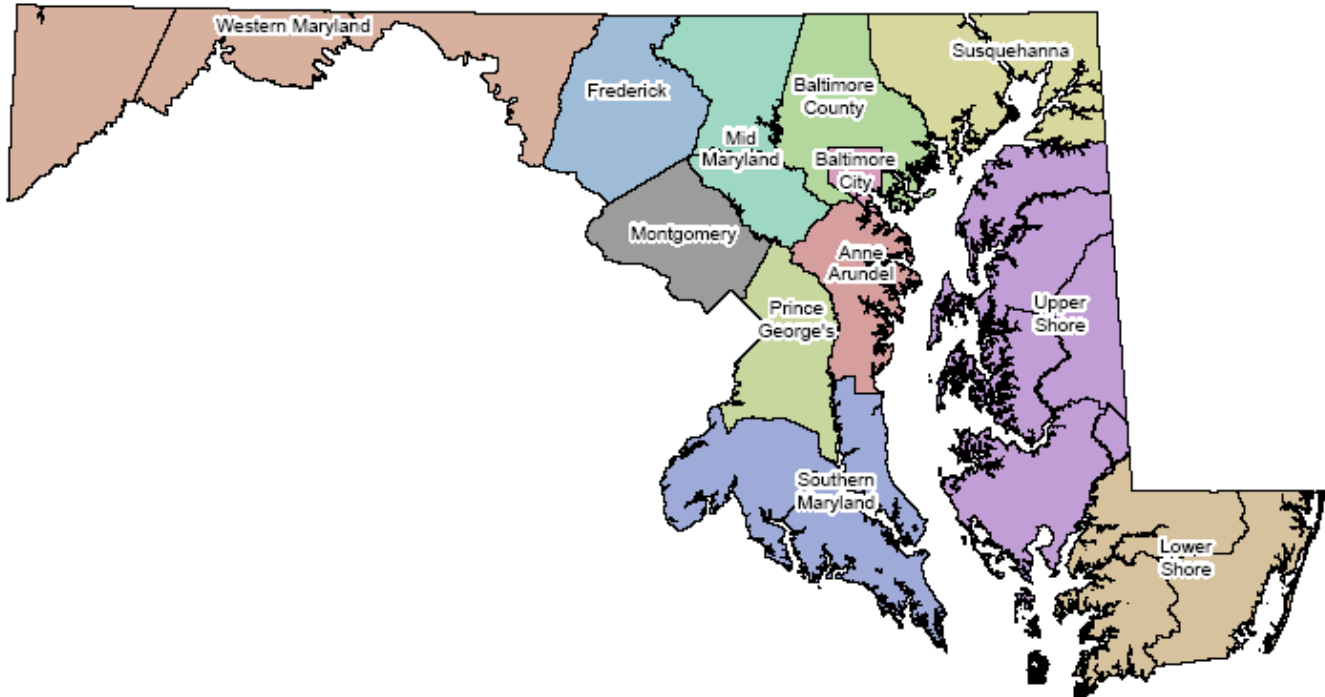 Western Maryland
Susquehanna
Frederick
Baltimore
County
Mid
Maryland
Baltimore
City
Montgomery
Anne
Arundel
Prince
George's
Upper
Shore
Southern
Maryland
Lower
Shore